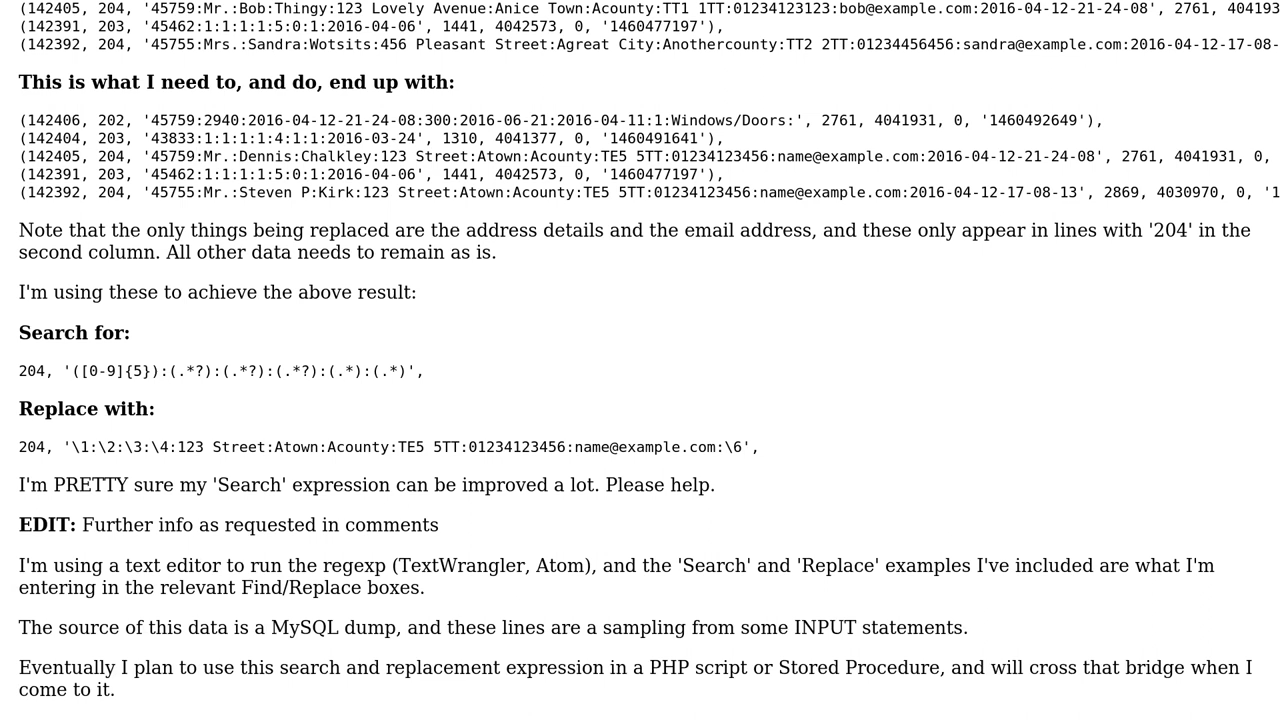 (142405, 204, '45759:Mr.:Bob:Thingy:123 Lovely Avenue:Anice Town:Acounty:TT1 1TT:01234123123:bob@example.com:2016-04-12-21-24-08', 2761, 404193
(142391, 203, '45462:1:1:1:1:5:0:1:2016-04-06', 1441, 4042573, 0, '1460477197'),
(142392, 204, '45755:Mrs.:Sandra:Wotsits:456 Pleasant Street:Agreat City:Anothercounty:TT2 2TT:01234456456:sandra@example.com:2016-04-12-17-08-
This is what I need to, and do, end up with:
(142406, 202, '45759:2940:2016-04-12-21-24-08:300:2016-06-21:2016-04-11:1:Windows/Doors:', 2761, 4041931, 0, '1460492649'),
(142404, 203, '43833:1:1:1:1:4:1:1:2016-03-24', 1310, 4041377, 0, '1460491641'),
(142405, 204, '45759:Mr.:Dennis:Chalkley:123 Street:Atown:Acounty:TE5 5TT:01234123456:name@example.com:2016-04-12-21-24-08', 2761, 4041931, 0,
(142391, 203, '45462:1:1:1:1:5:0:1:2016-04-06', 1441, 4042573, 0, '1460477197'),
(142392, 204, '45755:Mr.:Steven P:Kirk:123 Street:Atown:Acounty:TE5 5TT:01234123456:name@example.com:2016-04-12-17-08-13', 2869, 4030970, 0, '1
Note that the only things being replaced are the address details and the email address, and these only appear in lines with '204' in the
second column. All other data needs to remain as is.
I'm using these to achieve the above result:
Search for:
204, '([0-9]{5}):(.*?):(.*?):(.*?):(.*):(.*)',
Replace with:
204, '\1:\2:\3:\4:123 Street:Atown:Acounty:TE5 5TT:01234123456:name@example.com:\6',
I'm PRETTY sure my 'Search' expression can be improved a lot. Please help.
EDIT: Further info as requested in comments
I'm using a text editor to run the regexp (TextWrangler, Atom), and the 'Search' and 'Replace' examples I've included are what I'm
entering in the relevant Find/Replace boxes.
The source of this data is a MySQL dump, and these lines are a sampling from some INPUT statements.
Eventually I plan to use this search and replacement expression in a PHP script or Stored Procedure, and will cross that bridge when I
come to it.